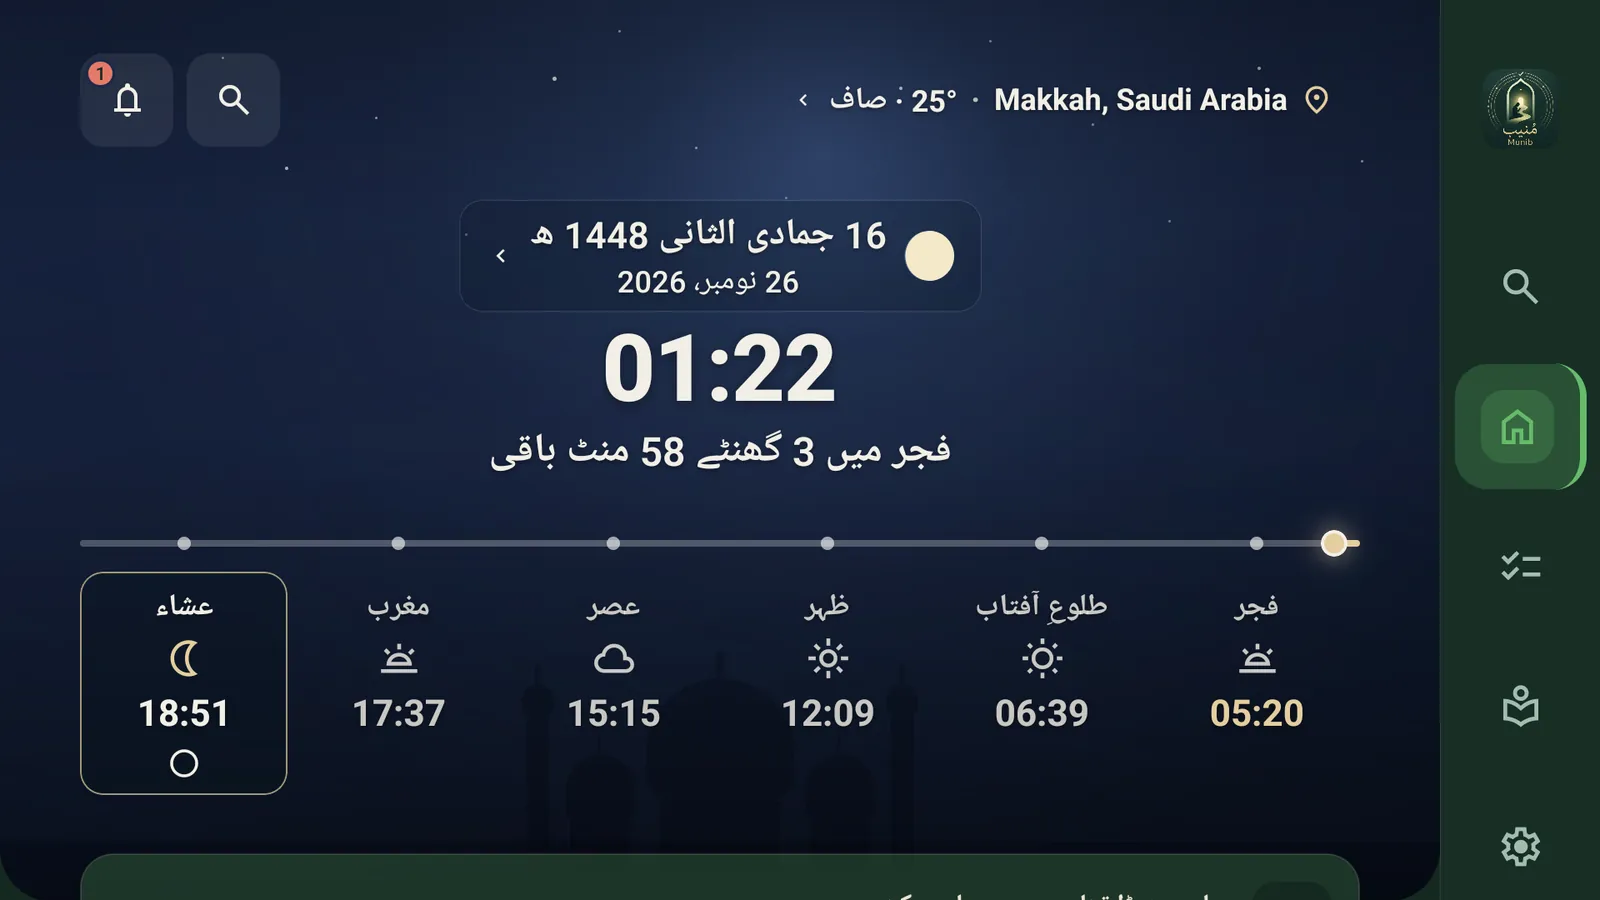 Makkah, Saudi Arabia · 25° · صاف
1
مُنیب
Munib
16 جمادی الثانی 1448 ھ
26 نومبر، 2026
01:22
فجر میں 3 گھنٹے 58 منٹ باقی
فجر
05:20
طلوعِ آفتاب
06:39
ظہر
12:09
عصر
15:15
مغرب
17:37
عشاء
18:51